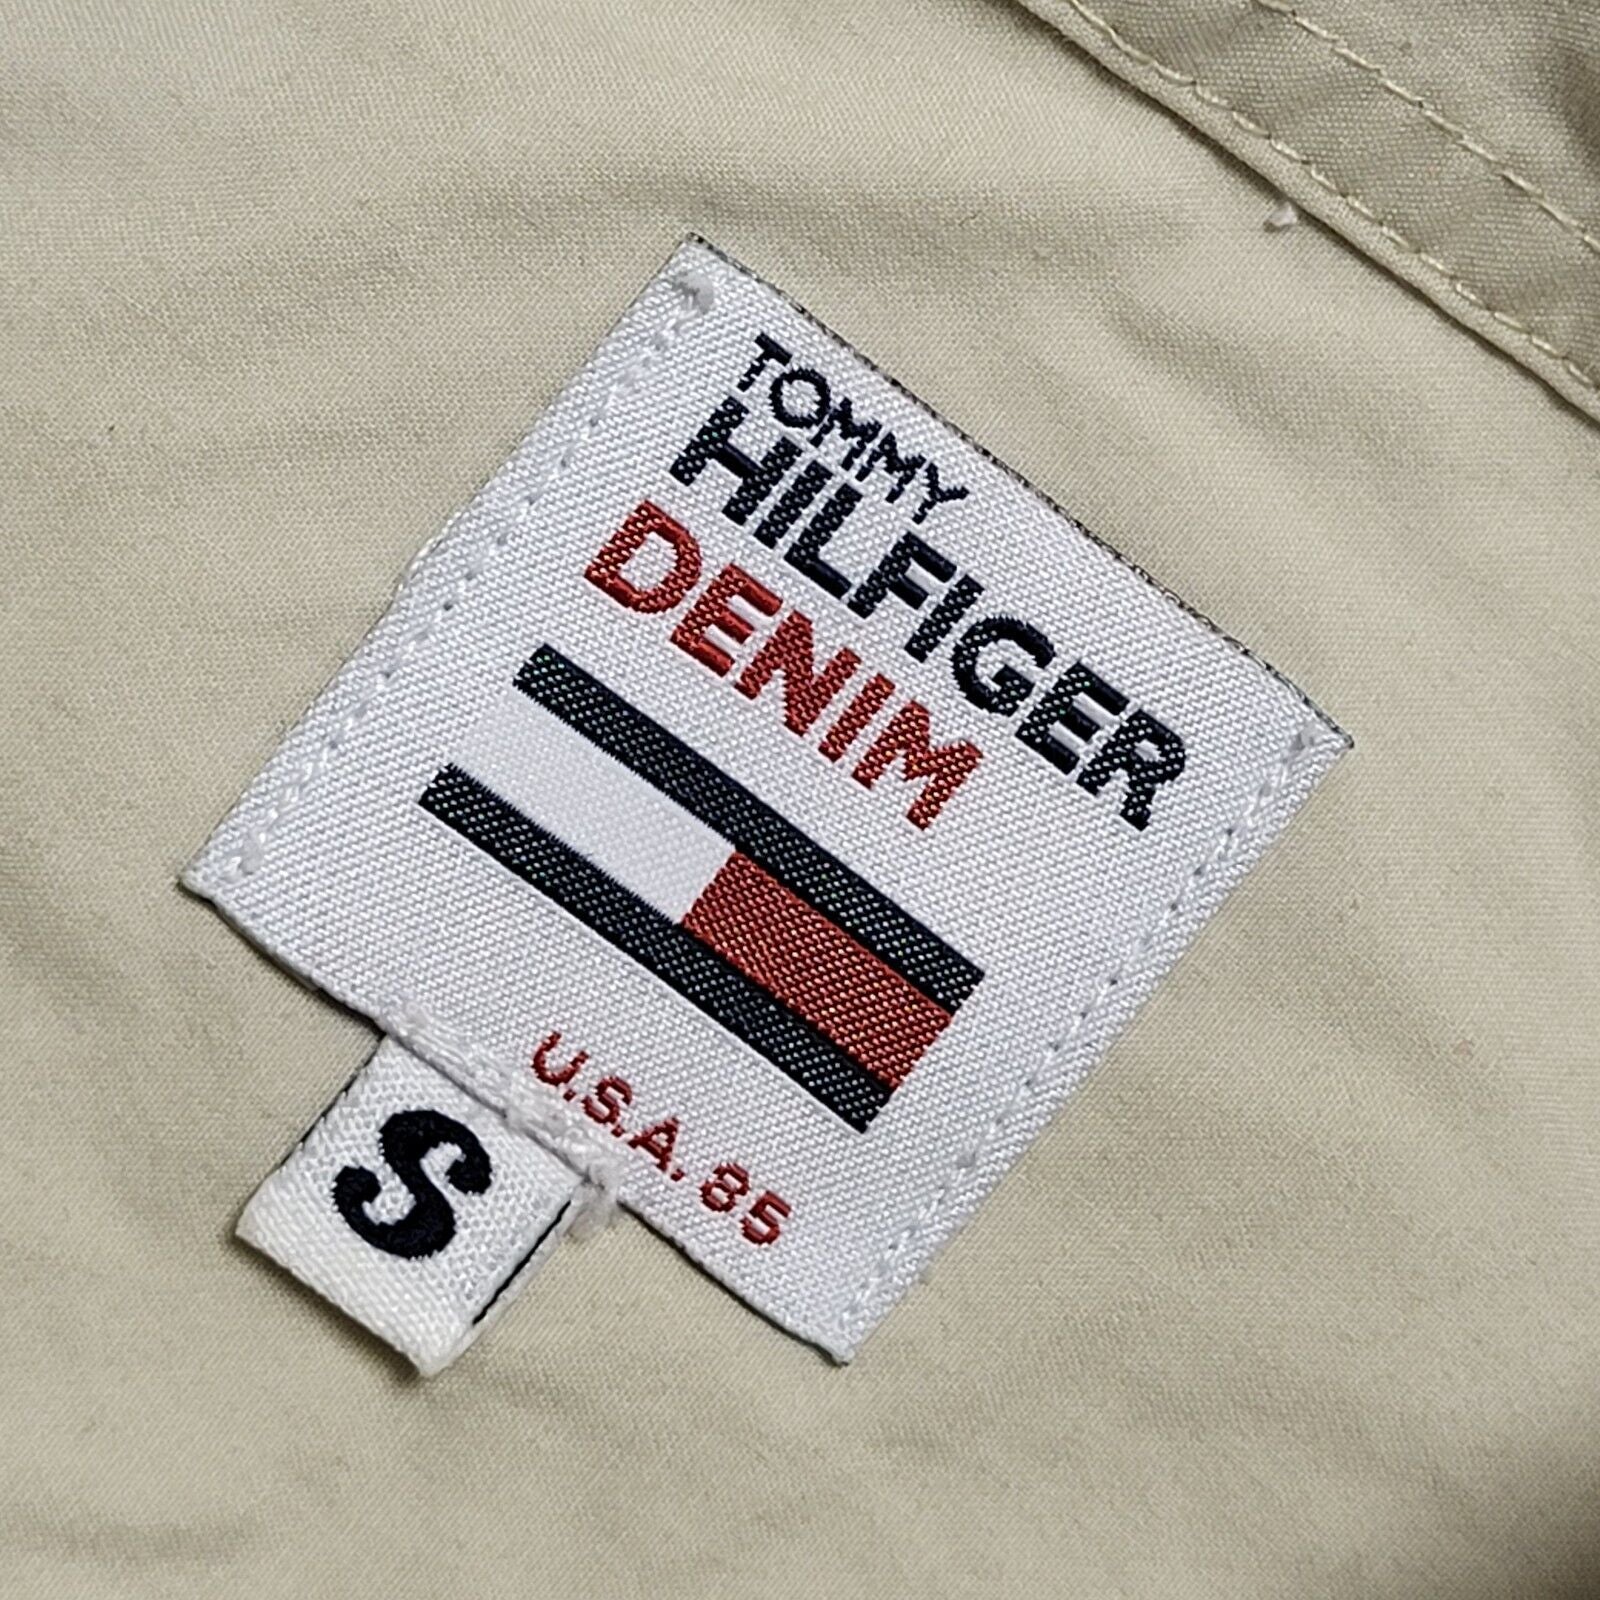 TOMMY
HILFIGER
DENIM
U.S.A. 85
S